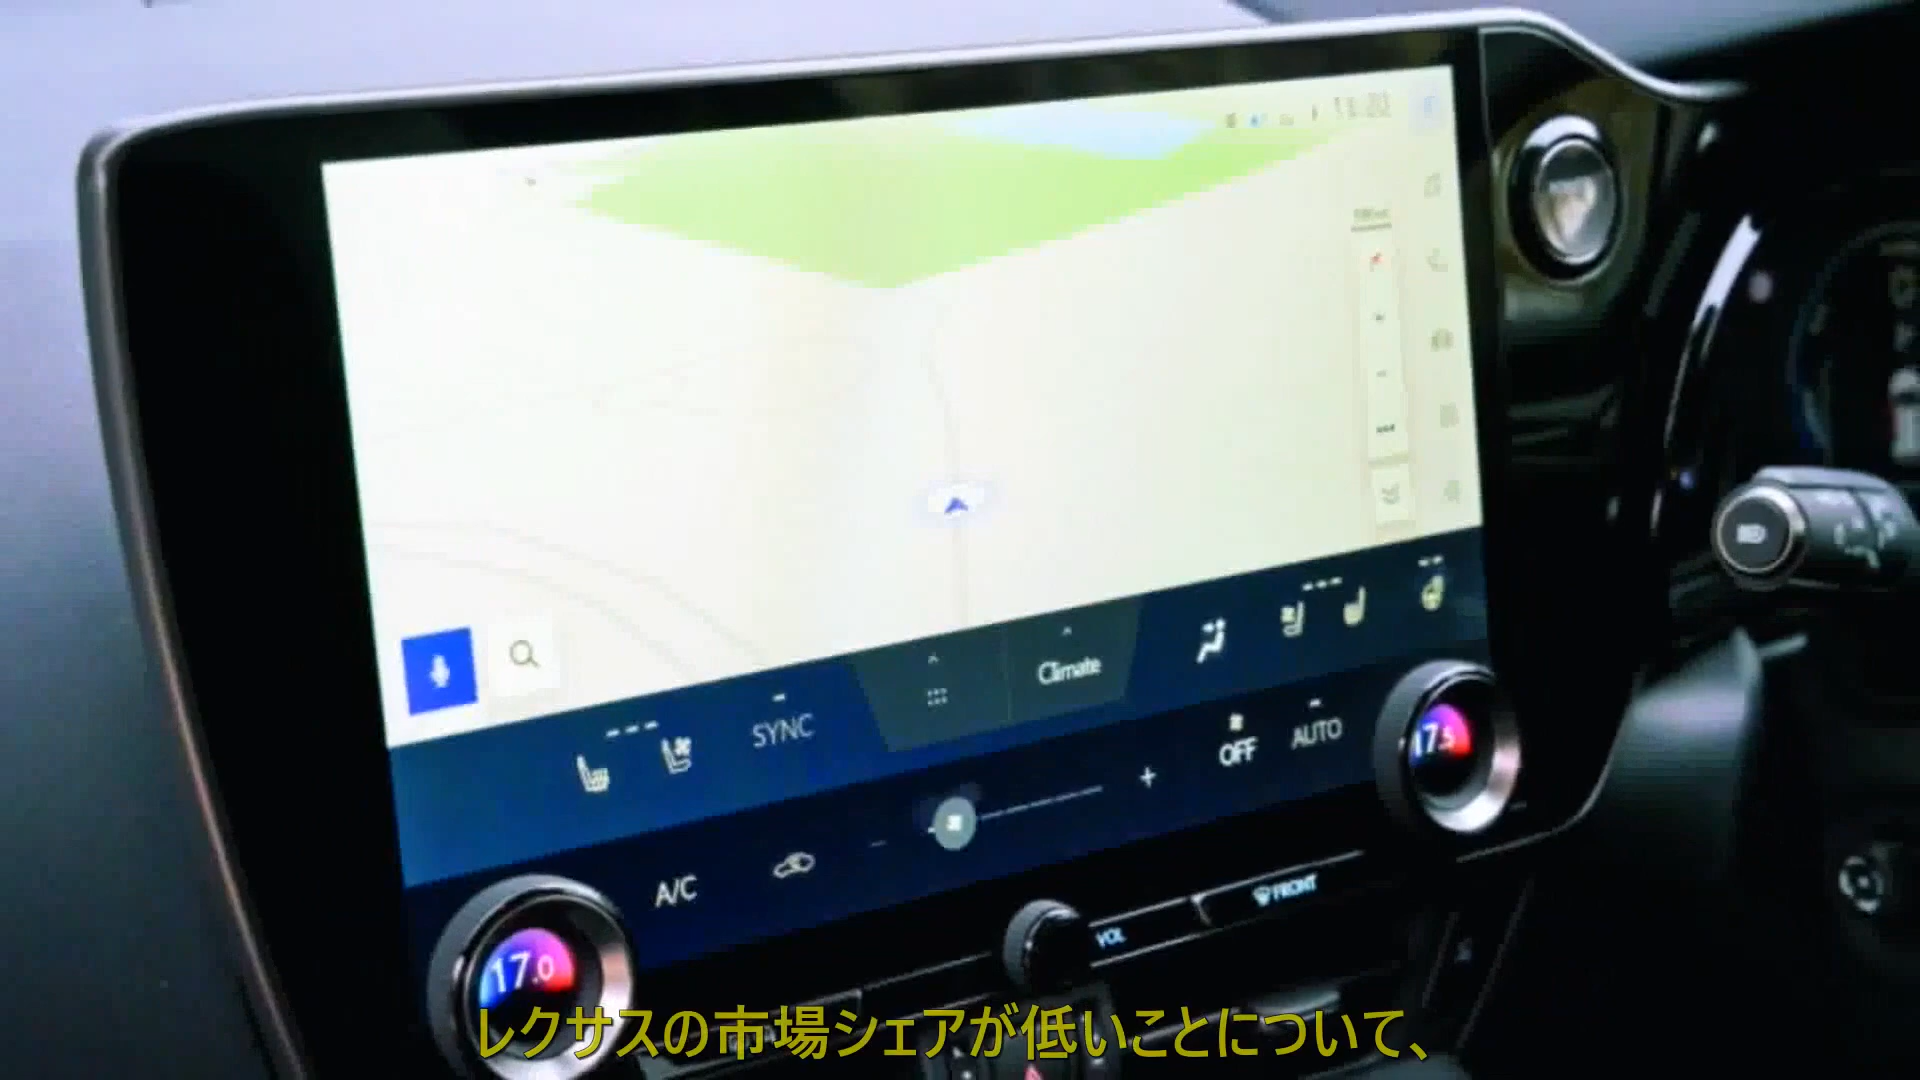 Climate
SYNC
OFF
AUTO
17.5
A/C
FRONT
VOL
17.0
レクサスの市場シェアが低いことについて、